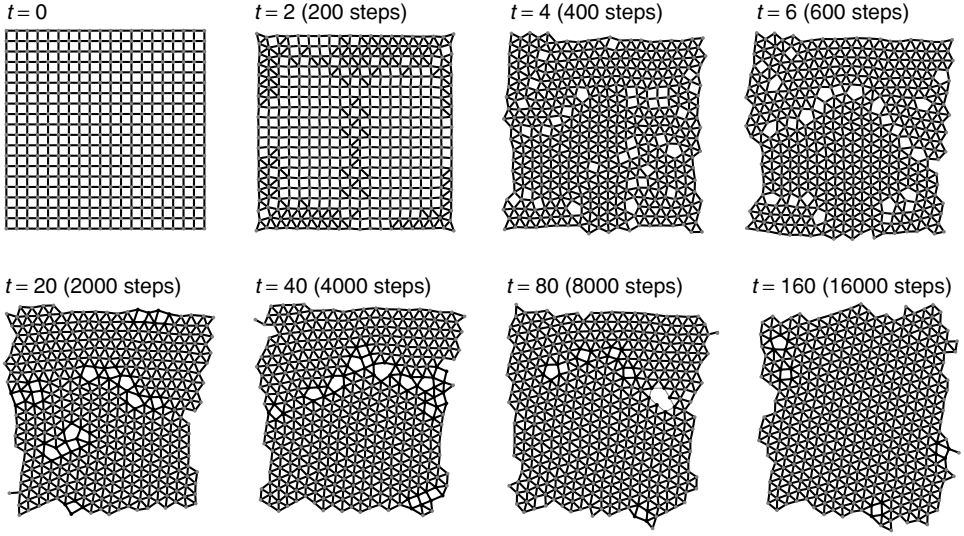 t = 0
t = 2 (200 steps)
t = 4 (400 steps)
t = 6 (600 steps)
t = 20 (2000 steps)
t = 40 (4000 steps)
t = 80 (8000 steps)
t = 160 (16000 steps)